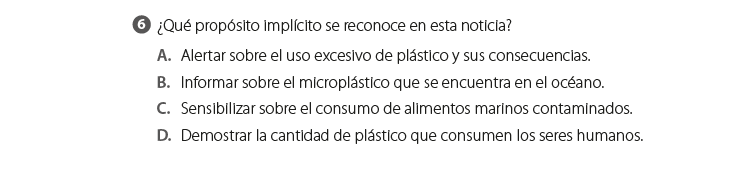 6 ¿Qué propósito implícito se reconoce en esta noticia?
A. Alertar sobre el uso excesivo de plástico y sus consecuencias.
B. Informar sobre el microplástico que se encuentra en el océano.
C. Sensibilizar sobre el consumo de alimentos marinos contaminados.
D. Demostrar la cantidad de plástico que consumen los seres humanos.